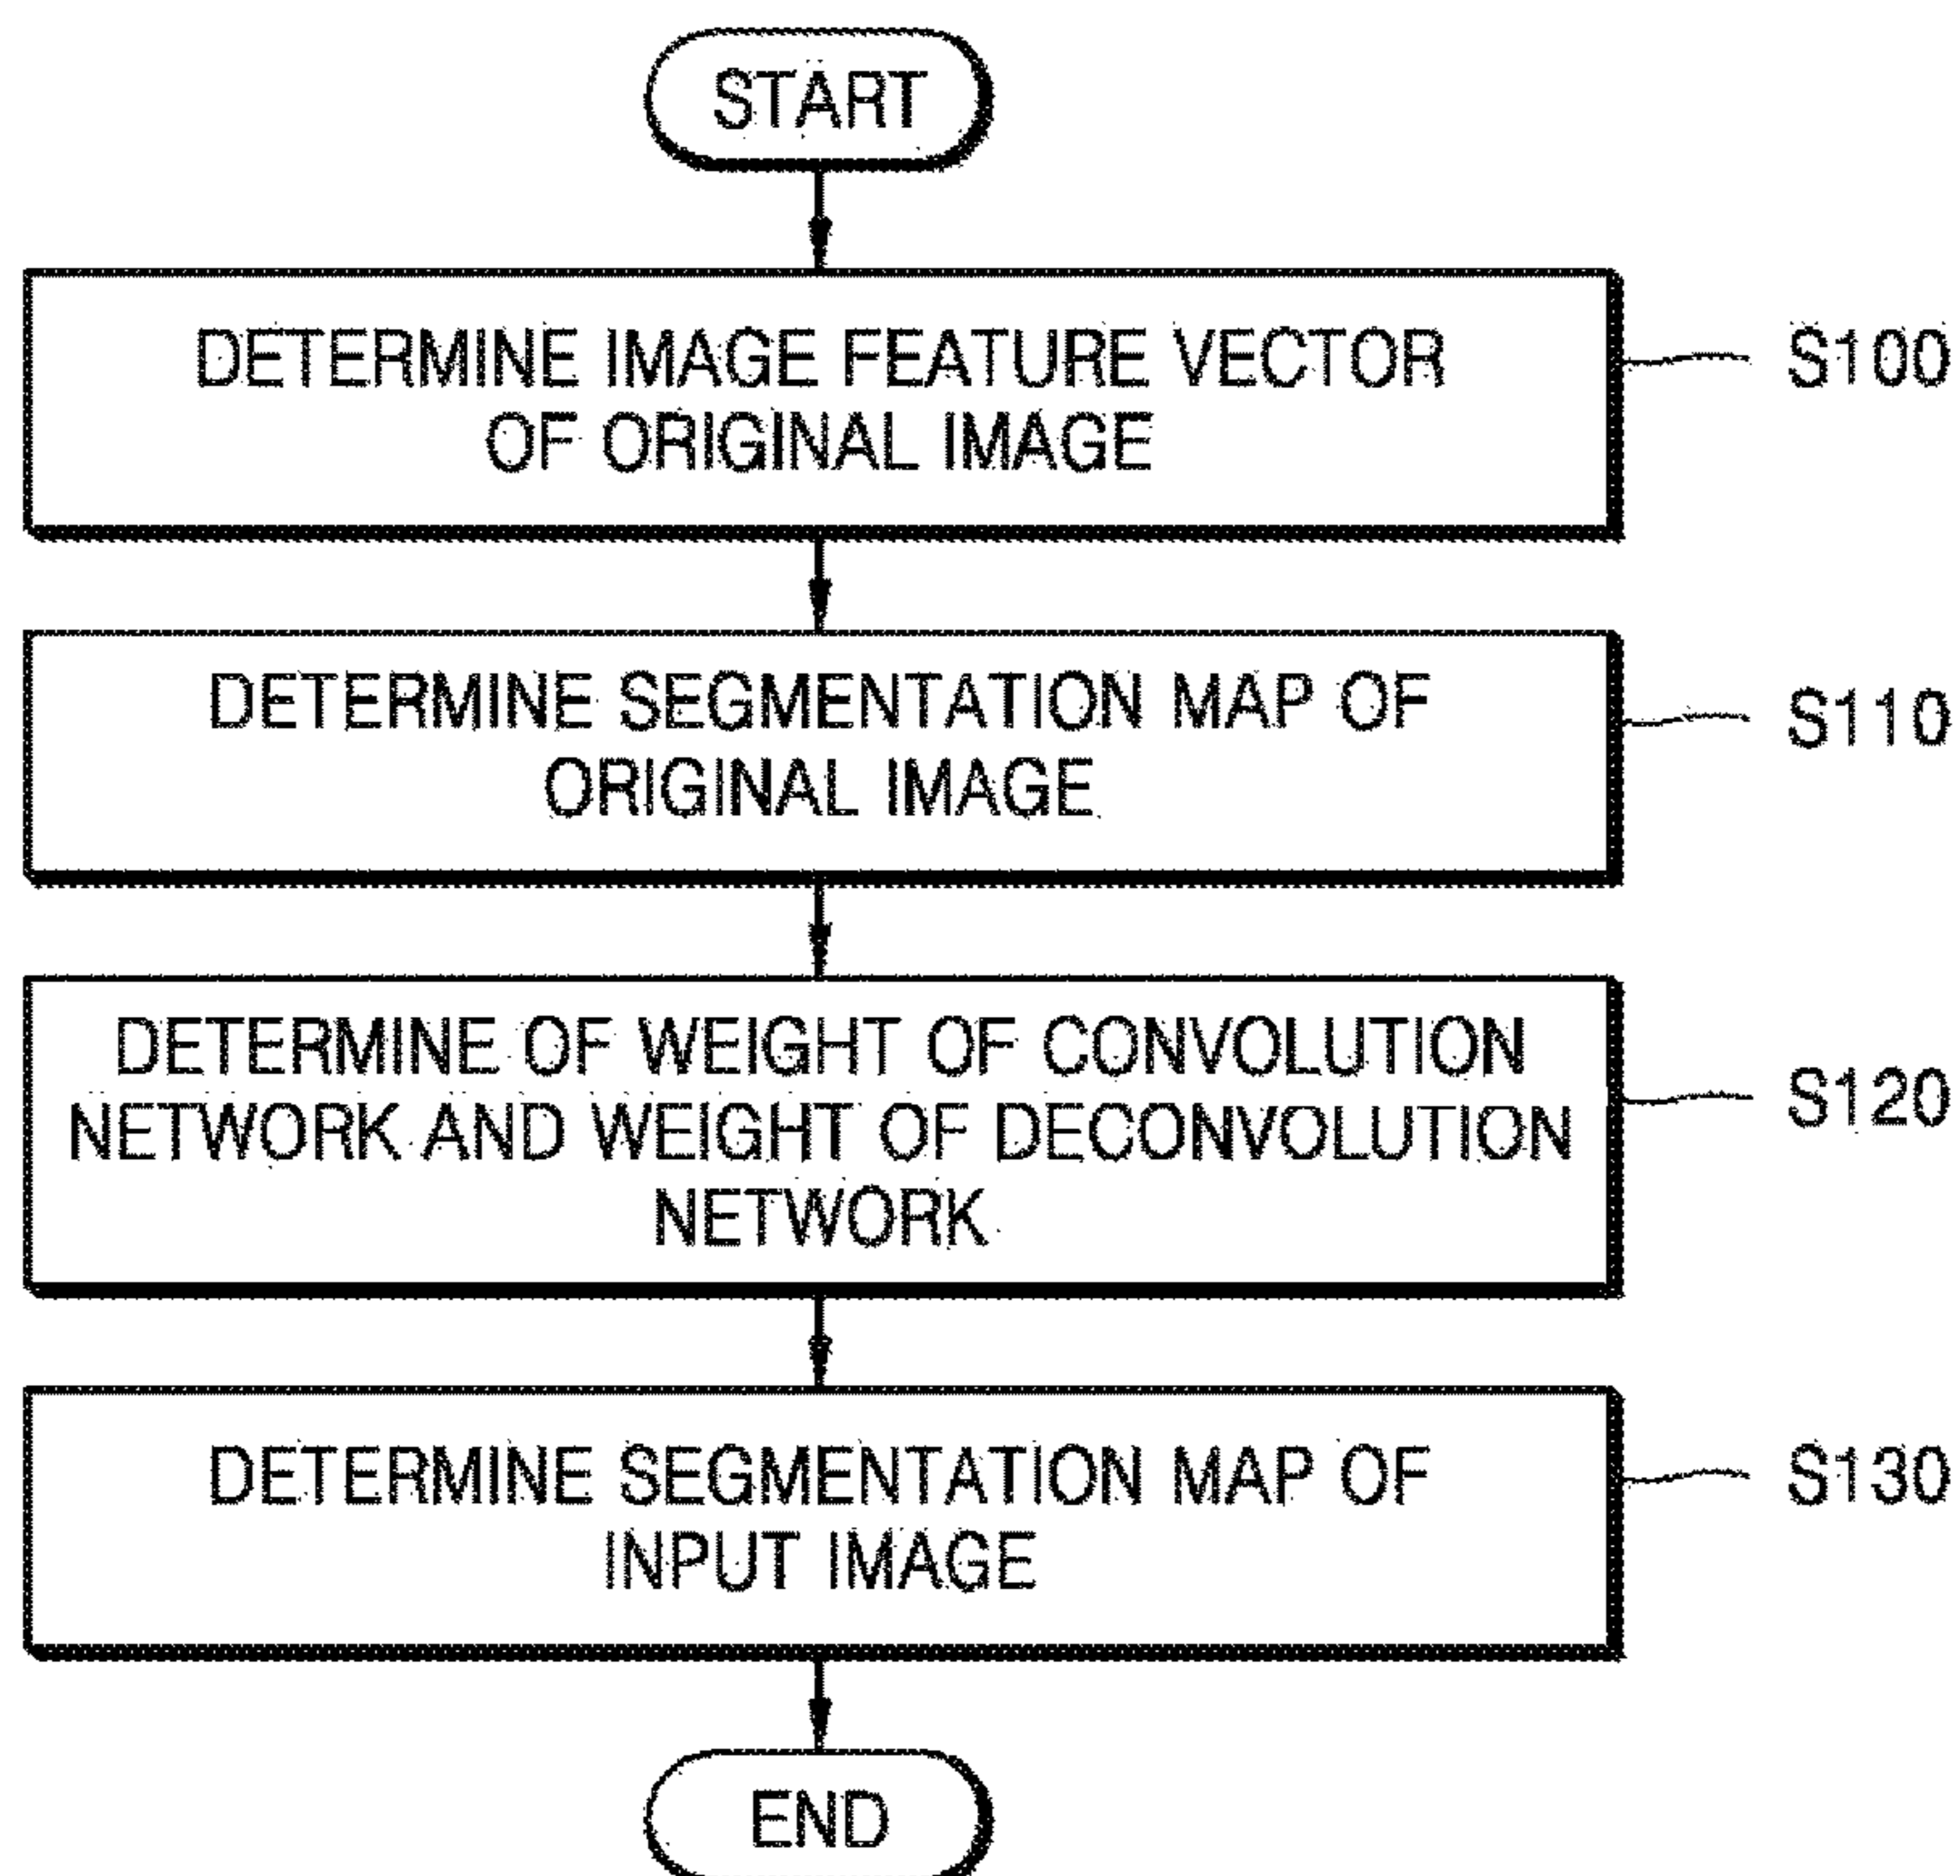 START
DETERMINE IMAGE FEATURE VECTOR
OF ORIGINAL IMAGE
S100
DETERMINE SEGMENTATION MAP OF
ORIGINAL IMAGE
S110
DETERMINE OF WEIGHT OF CONVOLUTION
NETWORK AND WEIGHT OF DECONVOLUTION
NETWORK
S120
DETERMINE SEGMENTATION MAP OF
INPUT IMAGE
S130
END